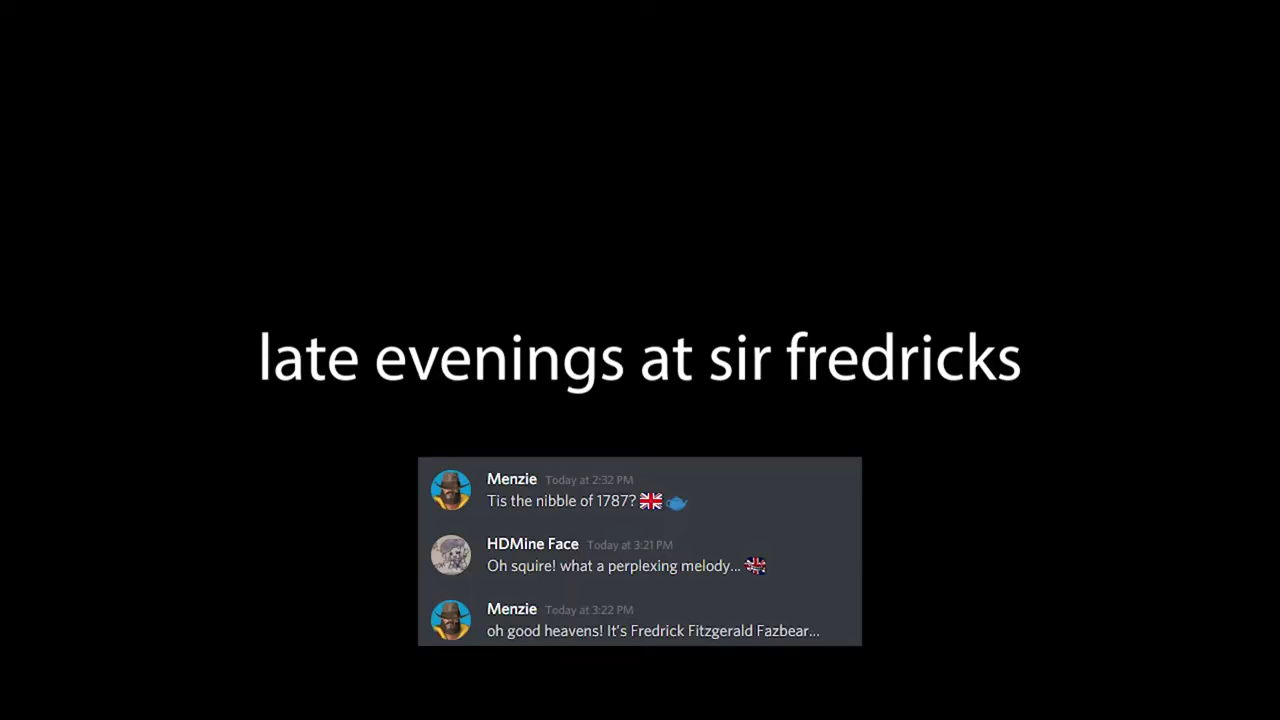 late evenings at sir fredricks
Menzie Today at 2:32 PM
Tis the nibble of 1787? 🇬🇧
HDMine Face Today at 3:21 PM
Oh squire! what a perplexing melody...
Menzie Today at 3:22 PM
oh good heavens! It's Fredrick Fitzgerald Fazbear...